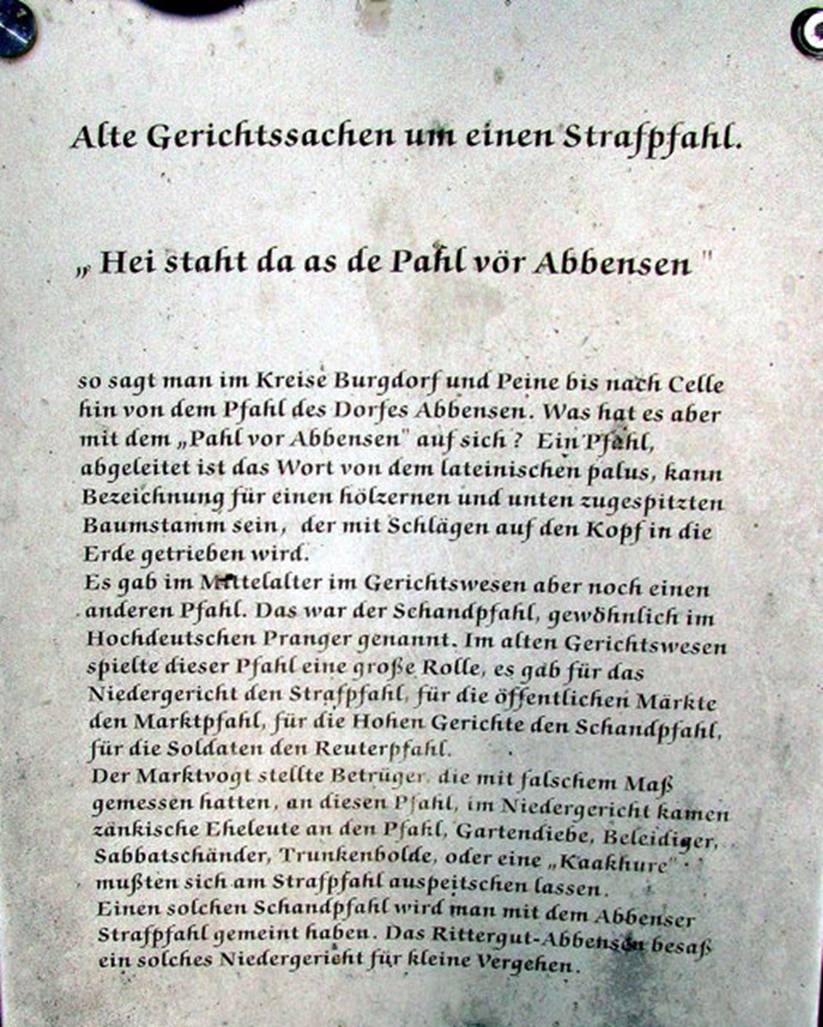 Alte Gerichtssachen um einen Strafpfahl.
„ Hei staht da as de Pahl vör Abbensen "
so sagt man im Kreise Burgdorf und Peine bis nach Celle
hin von dem Pfahl des Dorfes Abbensen. Was hat es aber
mit dem „Pahl vor Abbensen" auf sich ? Ein Pfahl,
abgeleitet ist das Wort von dem lateinischen palus, kann
Bezeichnung für einen hölzernen und unten zugespitzten
Baumstamm sein, der mit Schlägen auf den Kopf in die
Erde getrieben wird.
Es gab im Mittelalter im Gerichtswesen aber noch einen
anderen Pfahl. Das war der Schandpfahl, gewöhnlich im
Hochdeutschen Pranger genannt. Im alten Gerichtswesen
spielte dieser Pfahl eine große Rolle, es gab für das
Niedergericht den Strafpfahl, für die öffentlichen Märkte
den Marktpfahl, für die Hohen Gerichte den Schandpfahl,
für die Soldaten den Reuterpfahl.
Der Marktvogt stellte Betrüger, die mit falschem Maß
gemessen hatten, an diesen Pfahl, im Niedergericht kamen
zänkische Eheleute an den Pfahl, Gartendiebe, Beleidiger,
Sabbatschänder, Trunkenbolde, oder eine „Kaakhure"
mußten sich am Strafpfahl auspeitschen lassen.
Einen solchen Schandpfahl wird man mit dem Abbenser
Strafpfahl gemeint haben. Das Rittergut-Abbensen besaß
ein solches Niedergericht für kleine Vergehen.